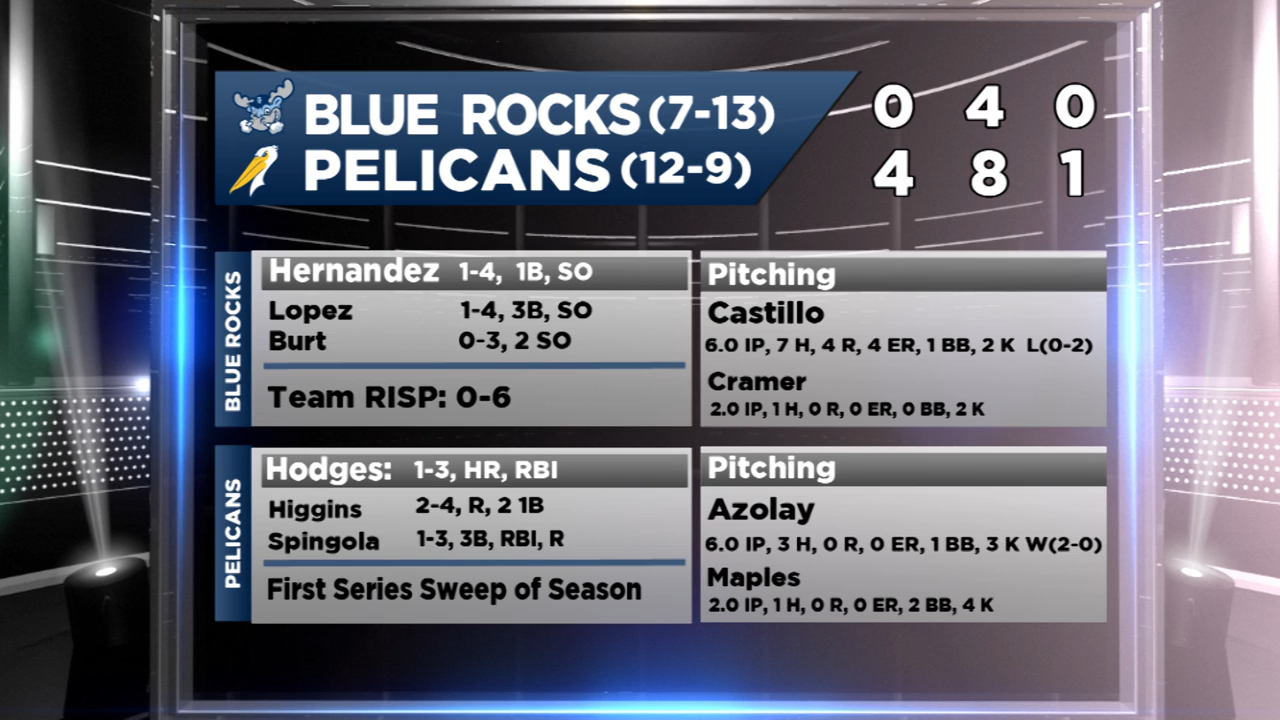 BLUE ROCKS (7-13) 0 4 0
PELICANS (12-9) 4 8 1
BLUE ROCKS
Hernandez 1-4, 1B, SO
Lopez 1-4, 3B, SO
Burt 0-3, 2 SO
Team RISP: 0-6
Pitching
Castillo
6.0 IP, 7 H, 4 R, 4 ER, 1 BB, 2 K L(0-2)
Cramer
2.0 IP, 1 H, 0 R, 0 ER, 0 BB, 2 K
PELICANS
Hodges: 1-3, HR, RBI
Higgins 2-4, R, 2 1B
Spingola 1-3, 3B, RBI, R
First Series Sweep of Season
Pitching
Azolay
6.0 IP, 3 H, 0 R, 0 ER, 1 BB, 3 K W(2-0)
Maples
2.0 IP, 1 H, 0 R, 0 ER, 2 BB, 4 K